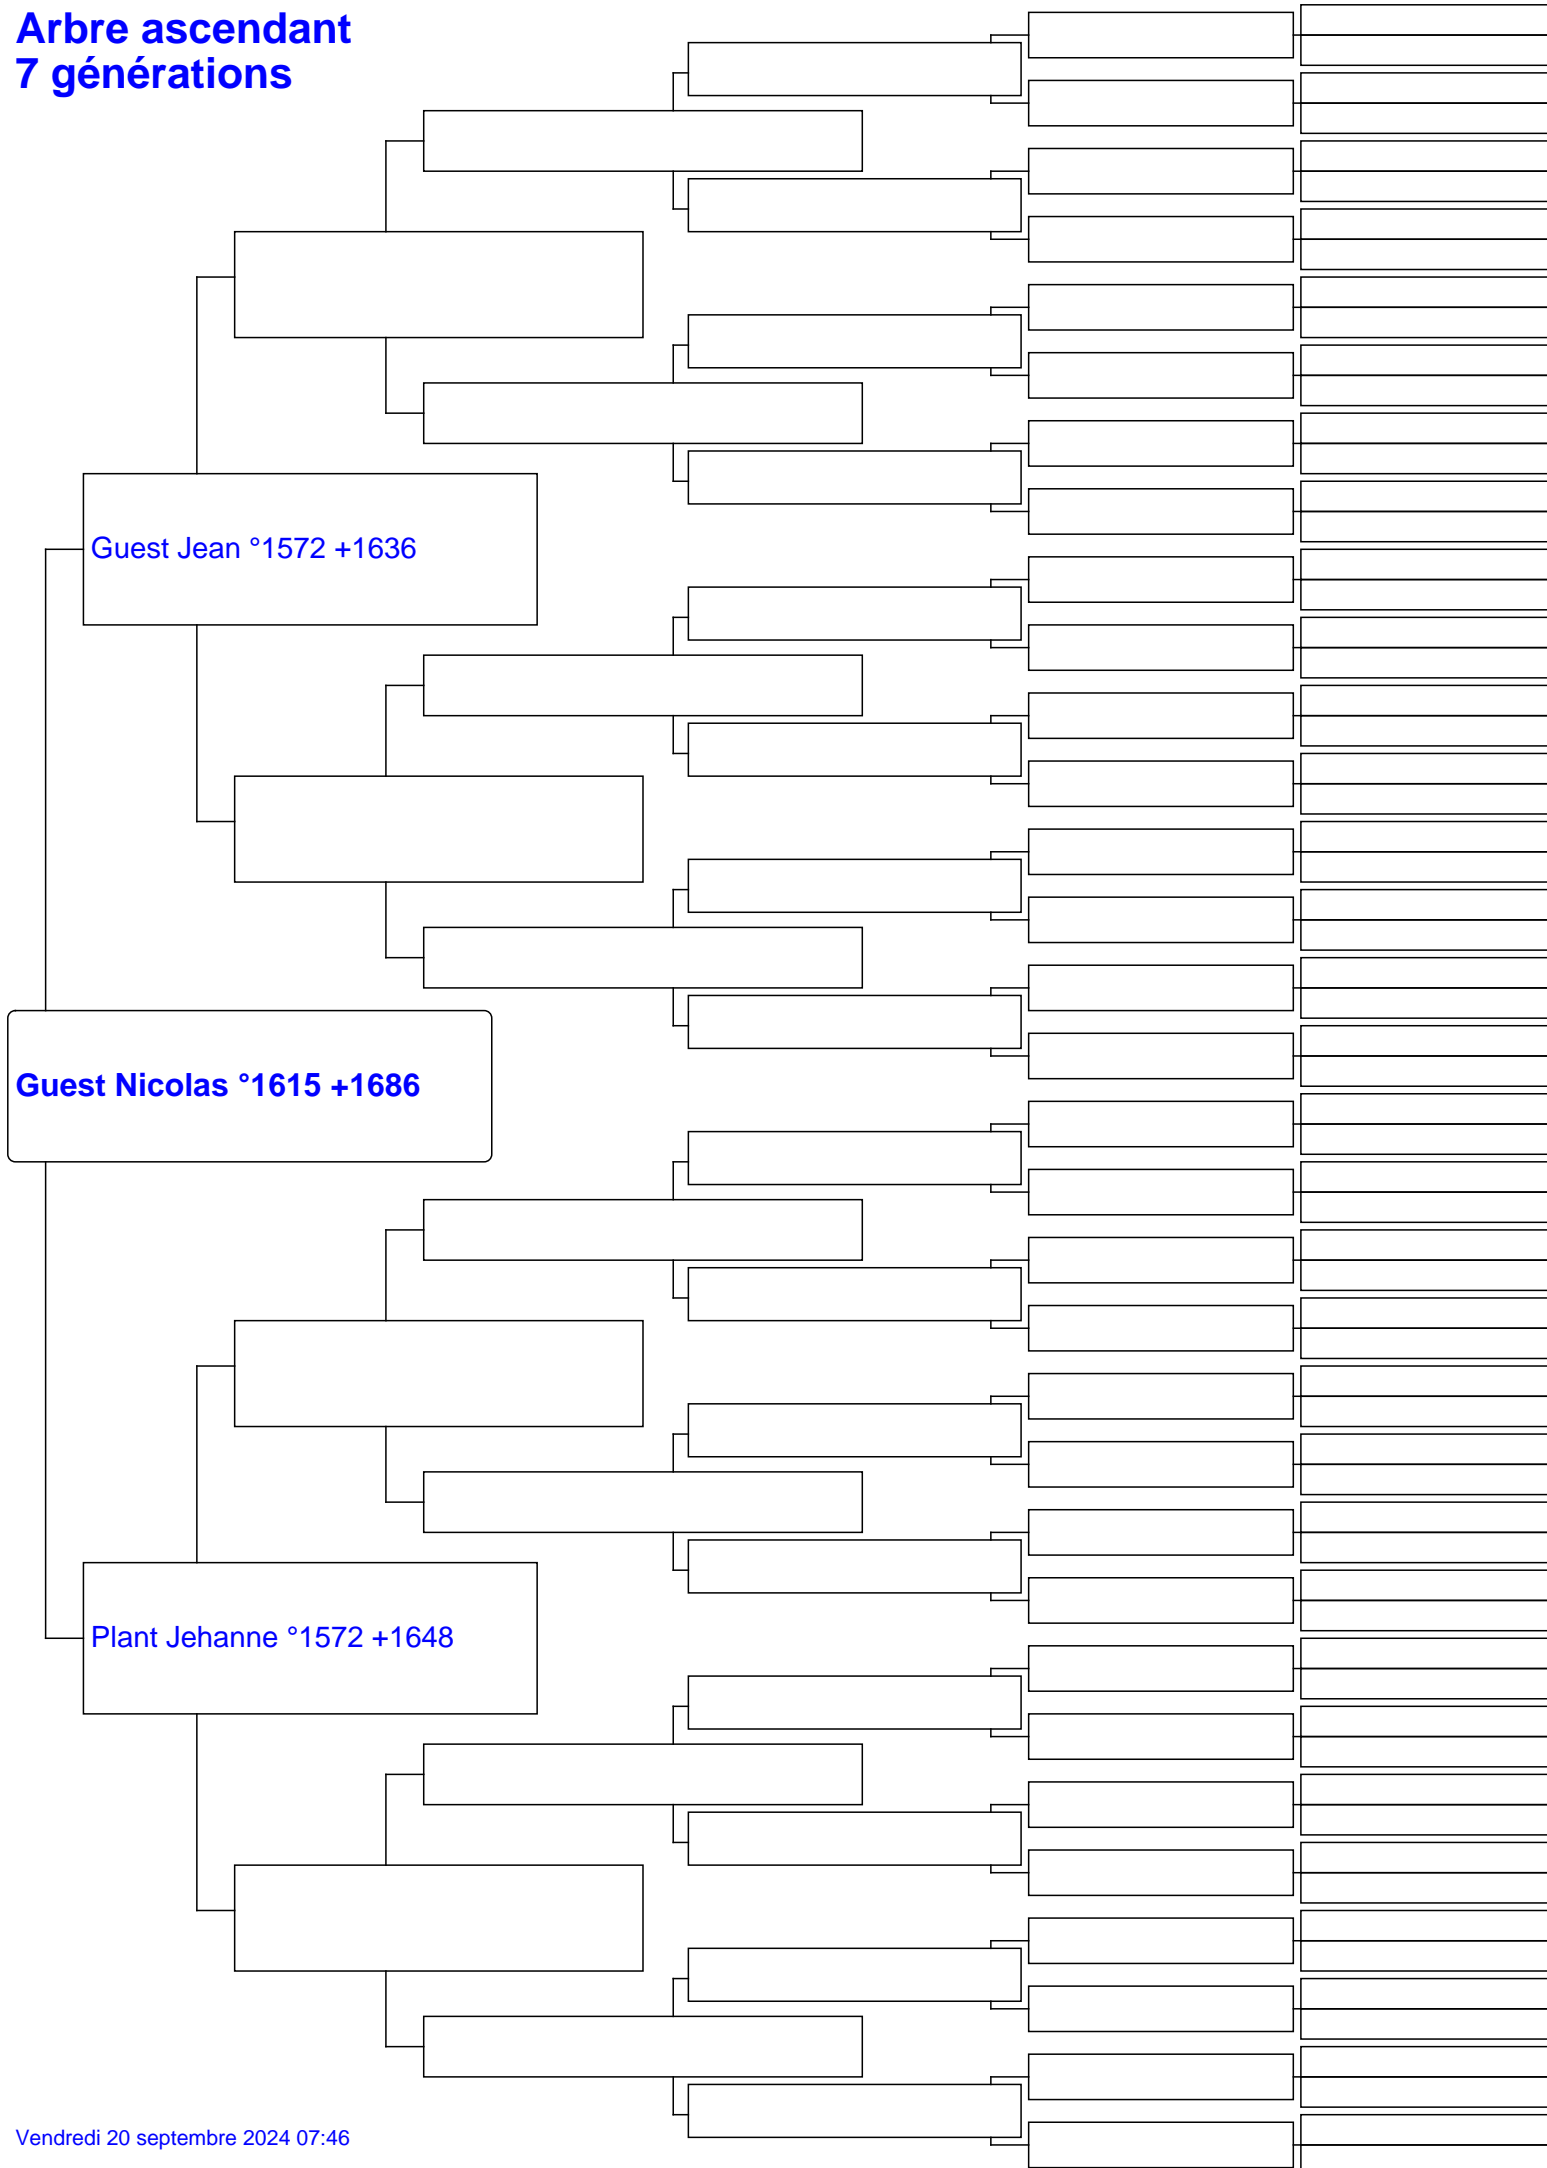 Arbre ascendant
7 générations
Guest Jean °1572 +1636
Guest Nicolas °1615 +1686
Plant Jehanne °1572 +1648
Vendredi 20 septembre 2024 07:46